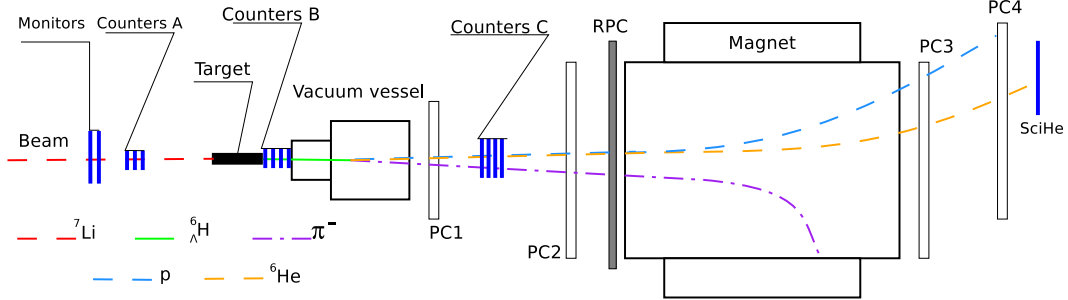 PC4
Monitors Counters A Counters B Counters C RPC
Magnet PC3
Target
Vacuum vessel
Beam
SciHe
⁷Li ⁶ΛH π⁻ PC1
PC2
p ⁶He